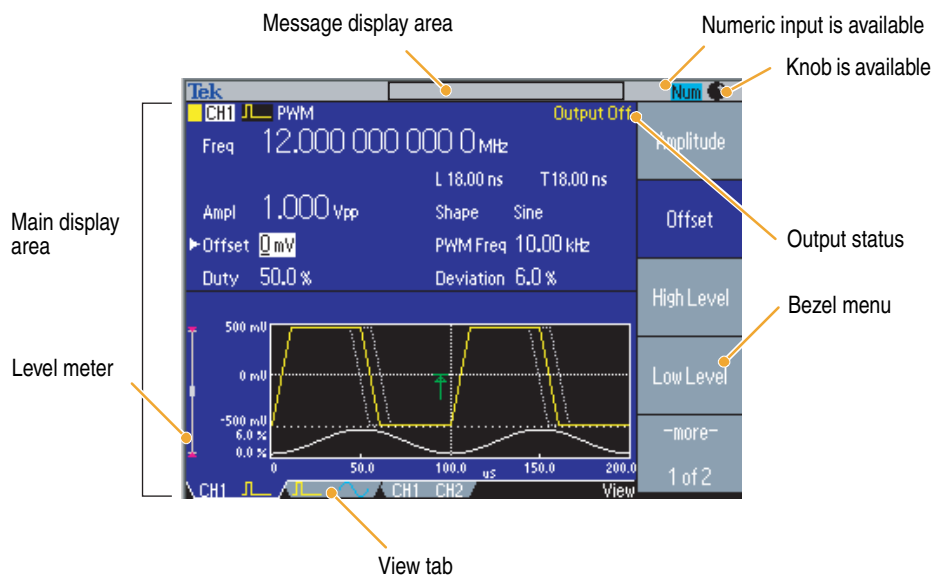 Message display area
Numeric input is available
Knob is available
Tek
Num
CH1 PWM
Output Off
Freq 12.000 000 000 0 MHz
L 18.00 ns T 18.00 ns
Ampl 1.000 Vpp
Shape Sine
Offset 0 mV
PWM Freq 10.00 kHz
Duty 50.0 %
Deviation 6.0 %
Amplitude
Offset
High Level
Low Level
-more-
1 of 2
Main display
area
Level meter
Output status
Bezel menu
500 mV
0 mV
-500 mV
6.0 %
0.0 %
0 50.0 100.0 us 150.0 200.0
CH1
CH1 CH2
View
View tab